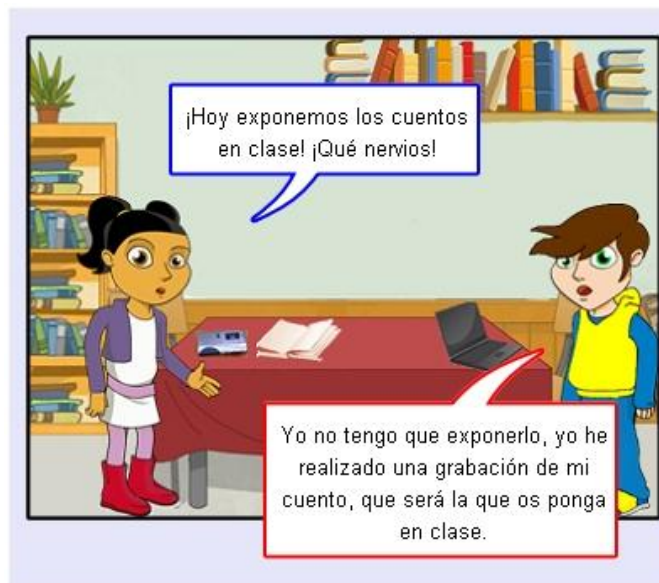 ¡Hoy exponemos los cuentos
en clase! ¡Qué nervios!
Yo no tengo que exponerlo, yo he
realizado una grabación de mi
cuento, que será la que os ponga
en clase.